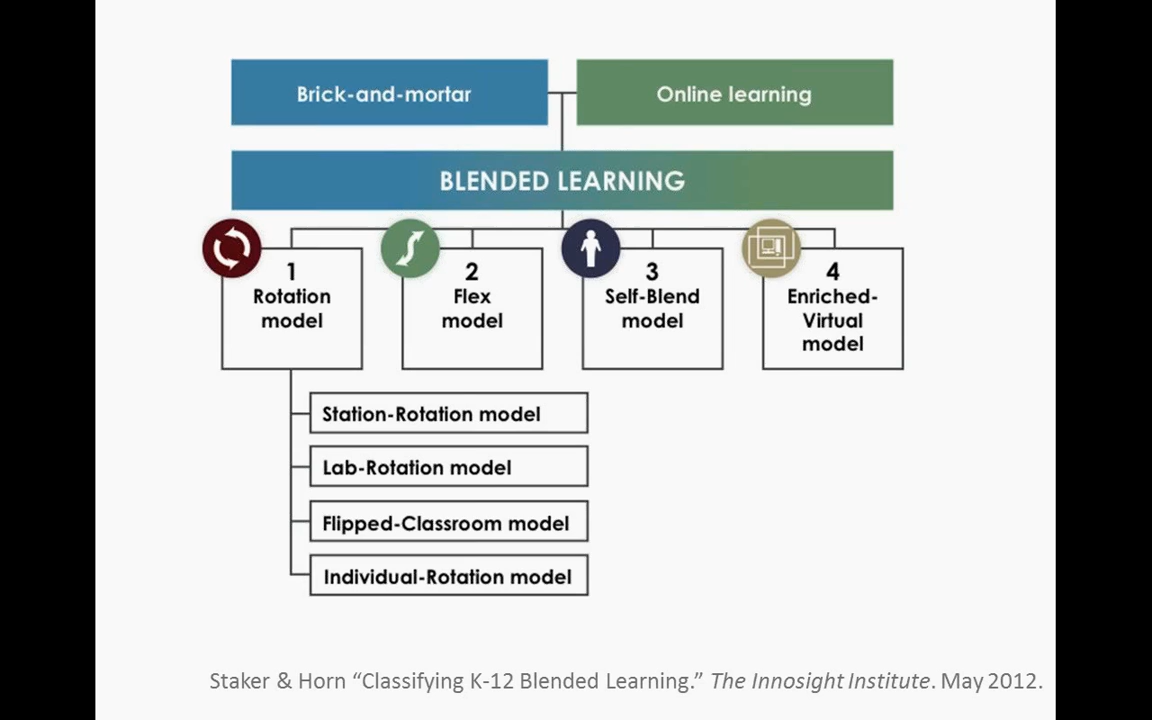 Brick-and-mortar
Online learning
BLENDED LEARNING
1
Rotation
model
2
Flex
model
3
Self-Blend
model
4
Enriched-
Virtual
model
Station-Rotation model
Lab-Rotation model
Flipped-Classroom model
Individual-Rotation model
Staker & Horn “Classifying K-12 Blended Learning.” The Innosight Institute. May 2012.